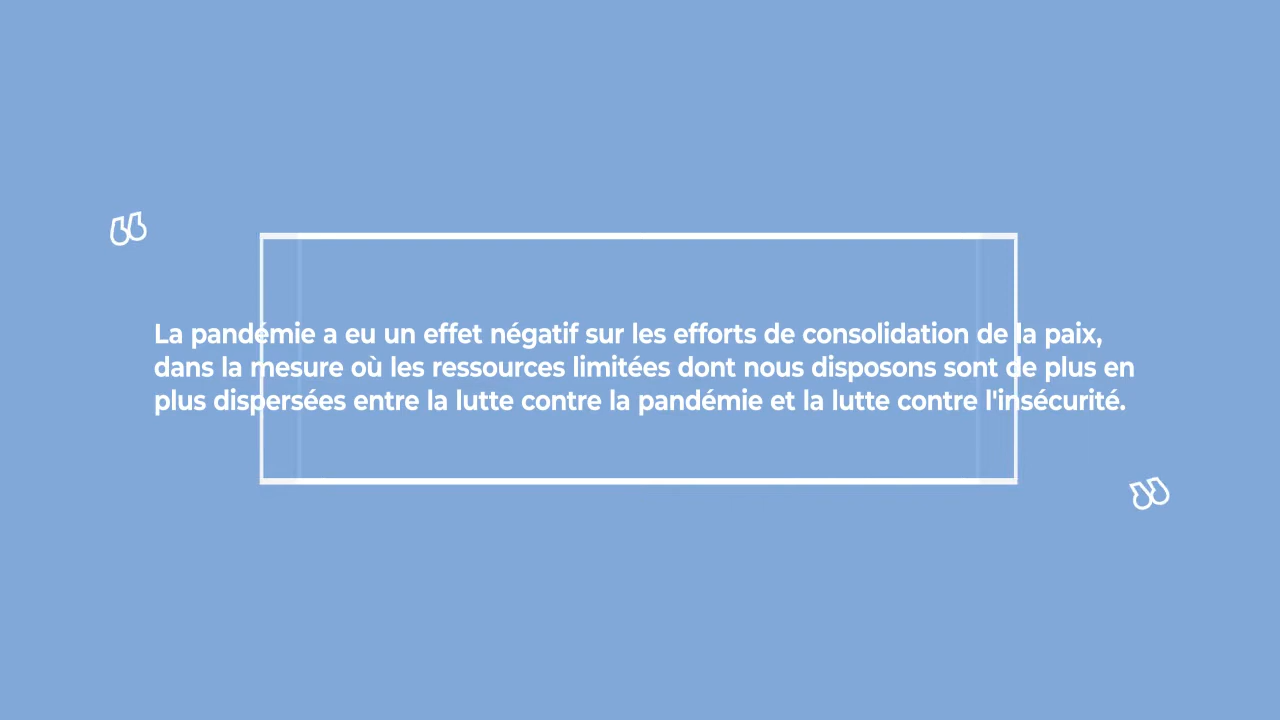 “
La pandémie a eu un effet négatif sur les efforts de consolidation de la paix,
dans la mesure où les ressources limitées dont nous disposons sont de plus en
plus dispersées entre la lutte contre la pandémie et la lutte contre l'insécurité.
”